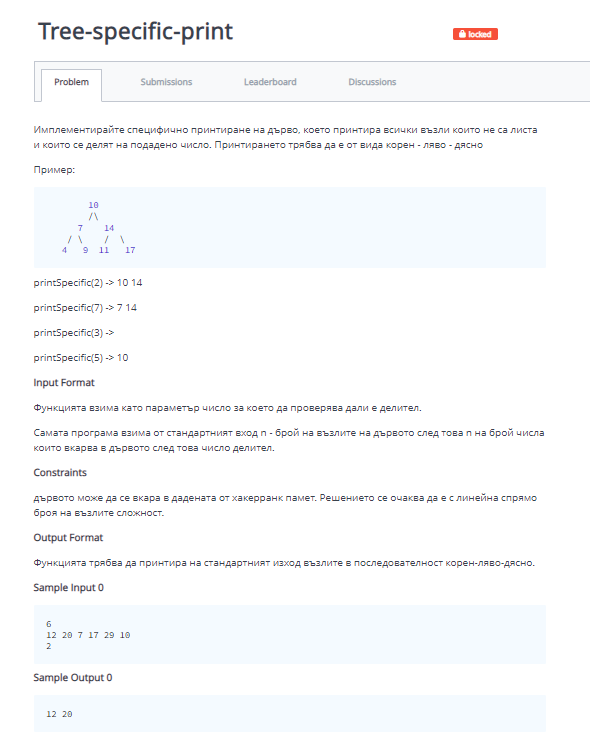 Tree-specific-print
locked
Problem Submissions Leaderboard Discussions
Имплементирайте специфично принтиране на дърво, което принтира всички възли които не са листа
и които се делят на подадено число. Принтирането трябва да е от вида корен - ляво - дясно
Пример:
10
/\
7 14
/ \ / \
4 9 11 17
printSpecific(2) -> 10 14
printSpecific(7) -> 7 14
printSpecific(3) ->
printSpecific(5) -> 10
Input Format
Функцията взима като параметър число за което да проверява дали е делител.
Самата програма взима от стандартният вход n - брой на възлите на дървото след това n на брой числа
които вкарва в дървото след това число делител.
Constraints
дървото може да се вкара в дадената от хакерранк памет. Решението се очаква да е с линейна спрямо
броя на възлите сложност.
Output Format
Функцията трябва да принтира на стандартният изход възлите в последователност корен-ляво-дясно.
Sample Input 0
6
12 20 7 17 29 10
2
Sample Output 0
12 20